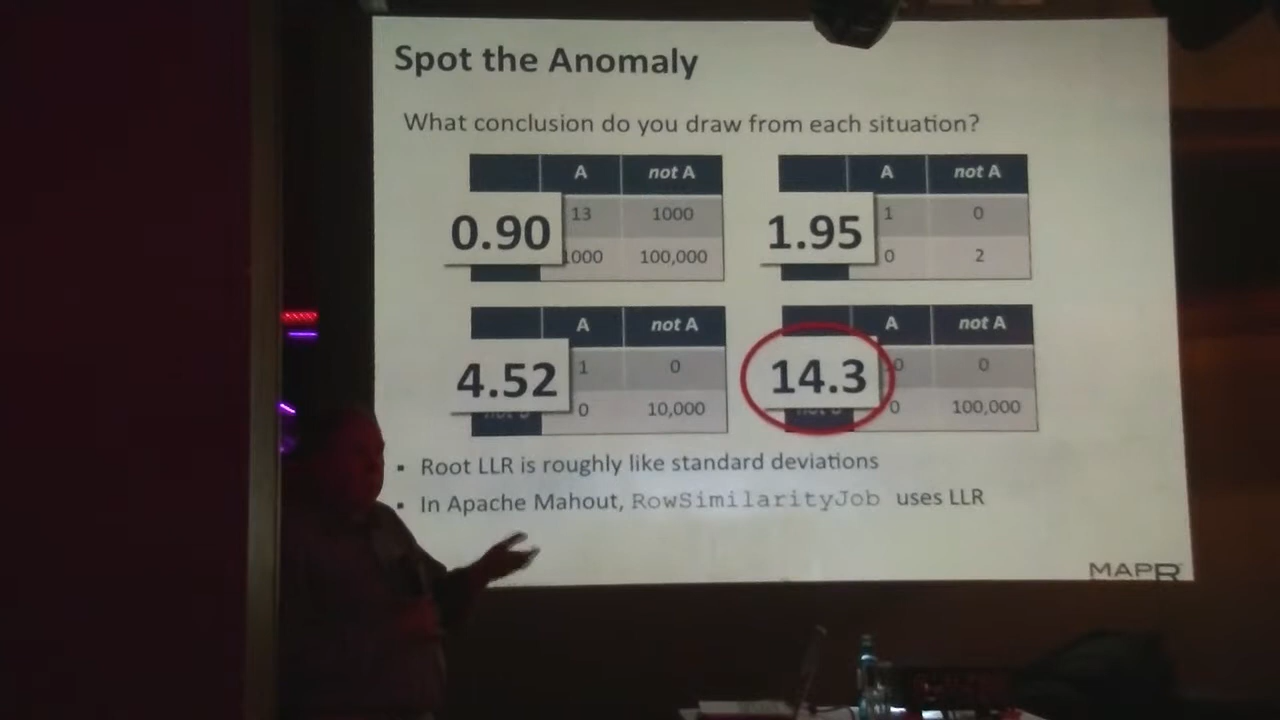 Spot the Anomaly
What conclusion do you draw from each situation?
A not A
0.90 13 1000
1000 100,000
A not A
1.95 1 0
0 2
A not A
4.52 1 0
0 10,000
A not A
14.3 0 0
0 100,000
▪ Root LLR is roughly like standard deviations
▪ In Apache Mahout, RowSimilarityJob uses LLR
MAPR